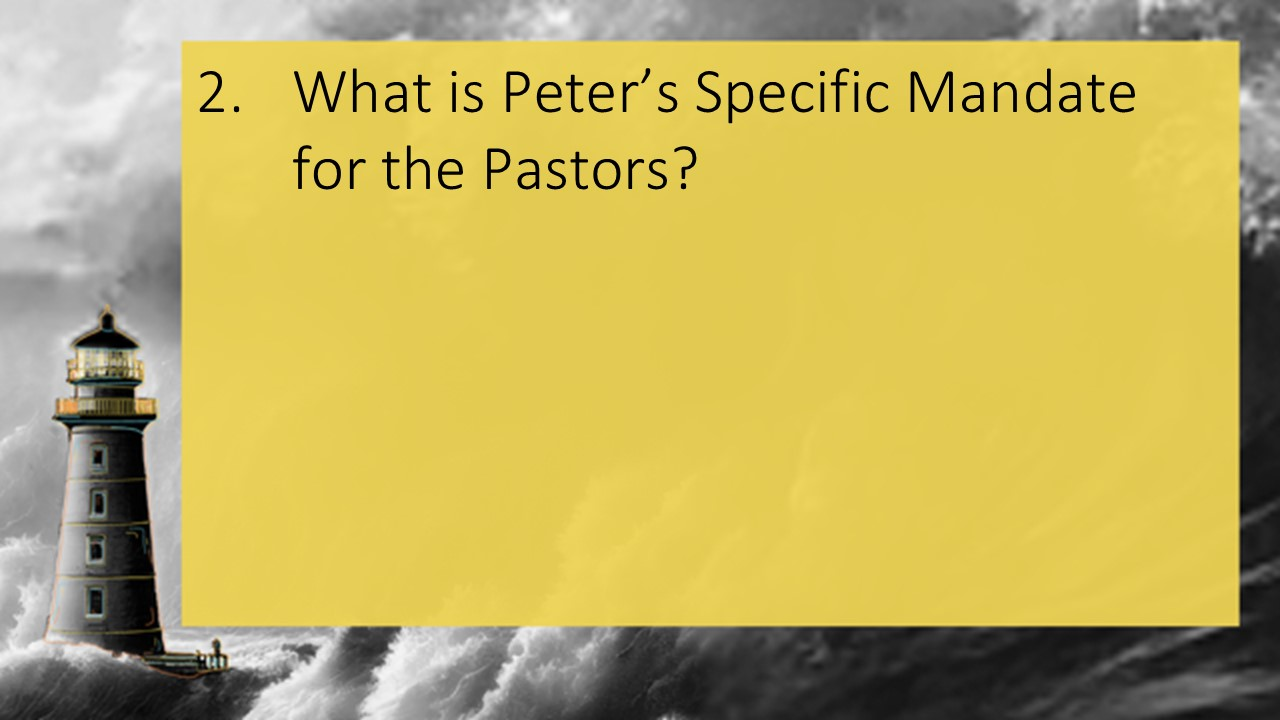 2. What is Peter’s Specific Mandate
for the Pastors?